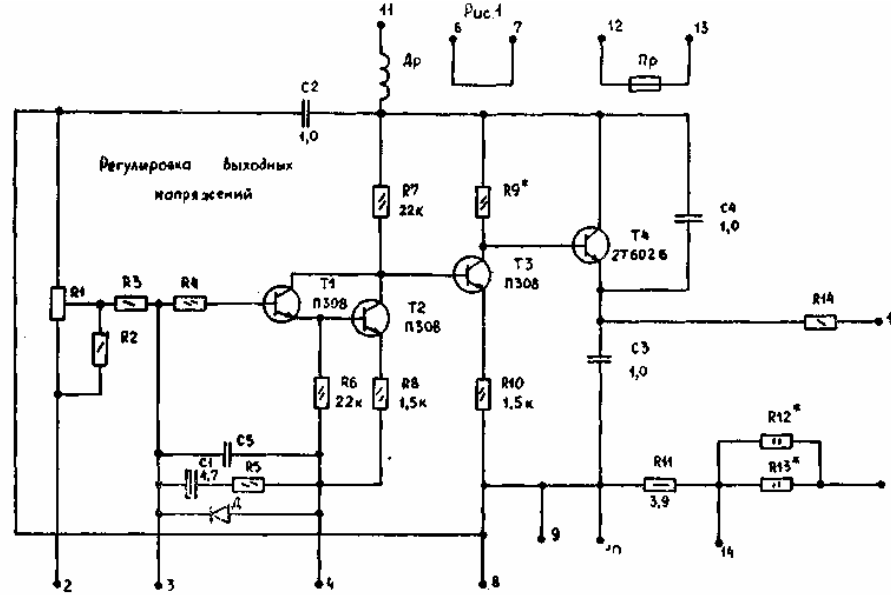 11
Рис.1
6
7
12
13
Др
Пр
C2
1,0
Регулировка выходных
напряжений
R7
22к
R9*
C4
1,0
T4
2Т602Б
T3
П308
T1
П308
T2
П308
R1
R3
R4
R2
R14
C3
1,0
R6
22к
R8
1,5к
R10
1,5к
R12*
C5
C1
4,7
R5
R11
3,9
R13*
Д
9
14
2
3
4
8